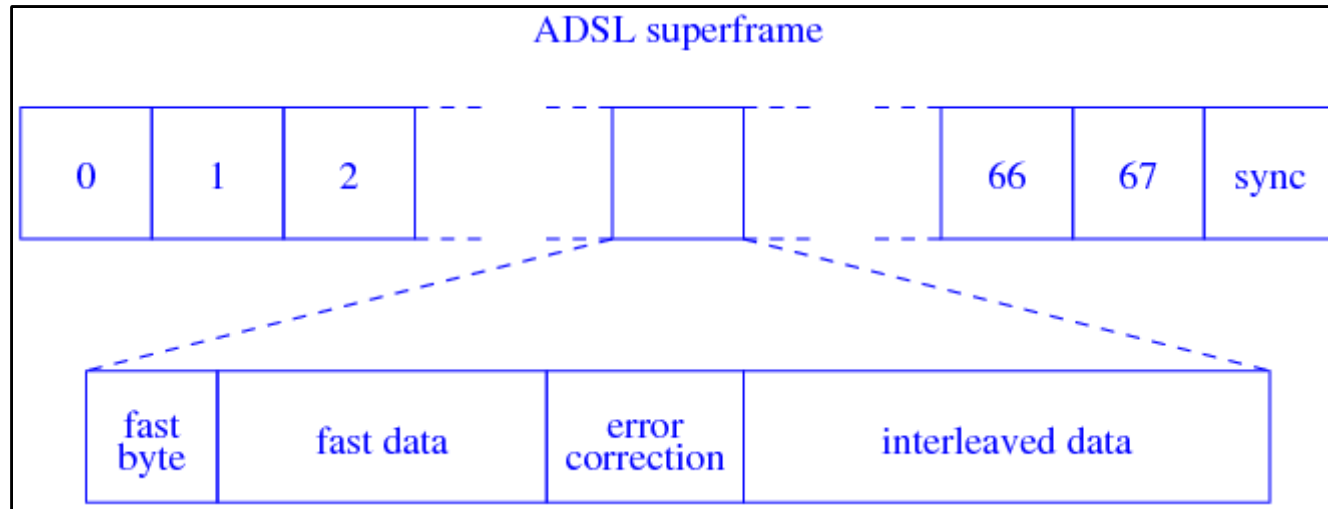 ADSL superframe
0 1 2 66 67 sync
fast byte
fast data
error correction
interleaved data